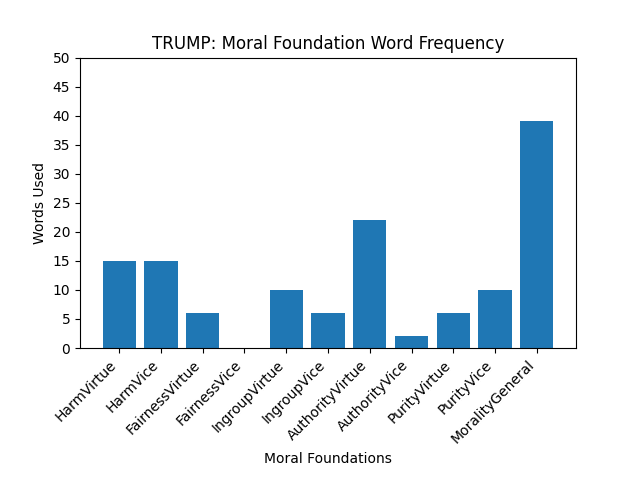 TRUMP: Moral Foundation Word Frequency
50
45
40
35
30
25
20
15
10
5
0
Words Used
HarmVirtue
HarmVice
FairnessVirtue
FairnessVice
IngroupVirtue
IngroupVice
AuthorityVirtue
AuthorityVice
PurityVirtue
PurityVice
MoralityGeneral
Moral Foundations